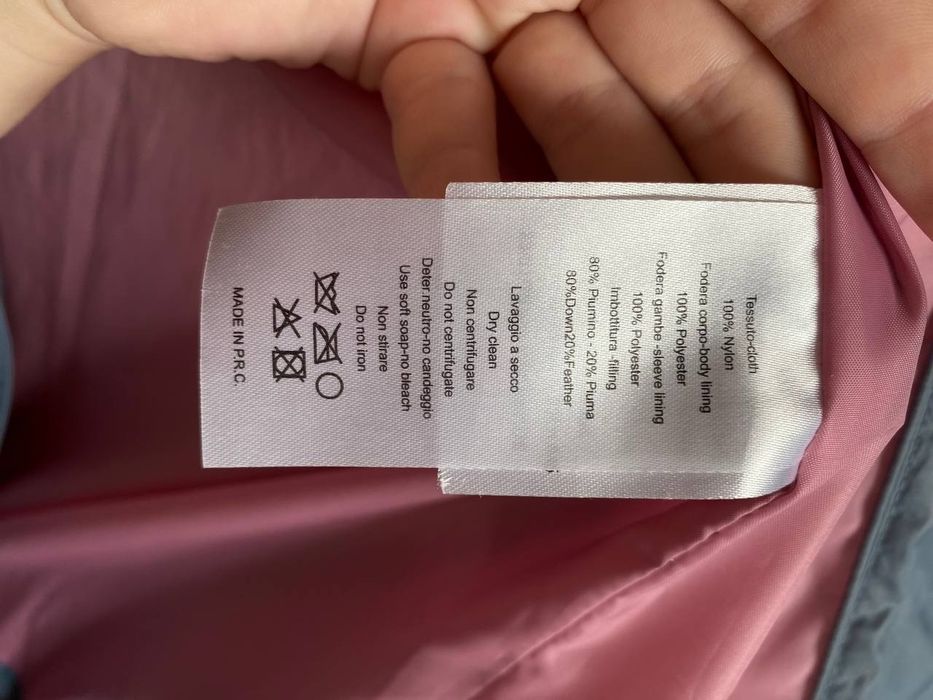 Tessuto-cloth
100% Nylon
Fodera corpo-body lining
100% Polyester
Fodera gambe -sleeve lining
100% Polyester
Imbottitura -filling
80% Piumino - 20% Piuma
80%Down20%Feather
Lavaggio a secco
Dry clean
Non centrifugare
Do not centrifugate
Deter.neutro-no candeggio
Use soft soap-no bleach
Non stirare
Do not iron
MADE IN P.R.C.